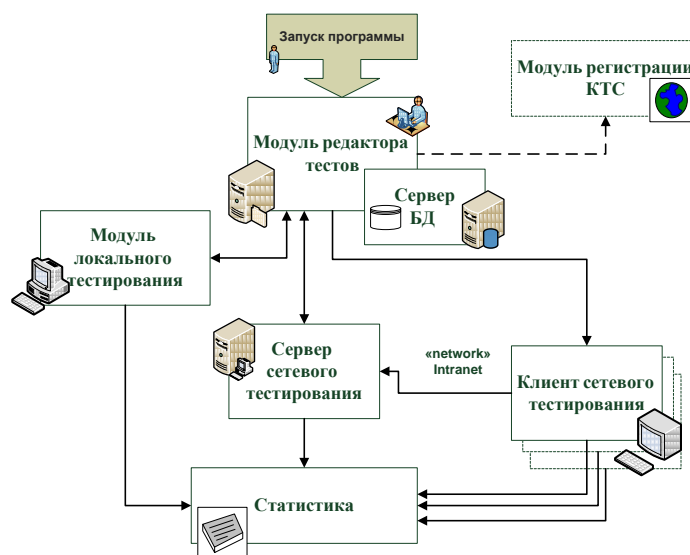 Запуск программы
Модуль регистрации
КТС
Модуль редактора
тестов
Сервер
БД
Модуль
локального
тестирования
Сервер
сетевого
тестирования
«network»
Intranet
Клиент сетевого
тестирования
Статистика